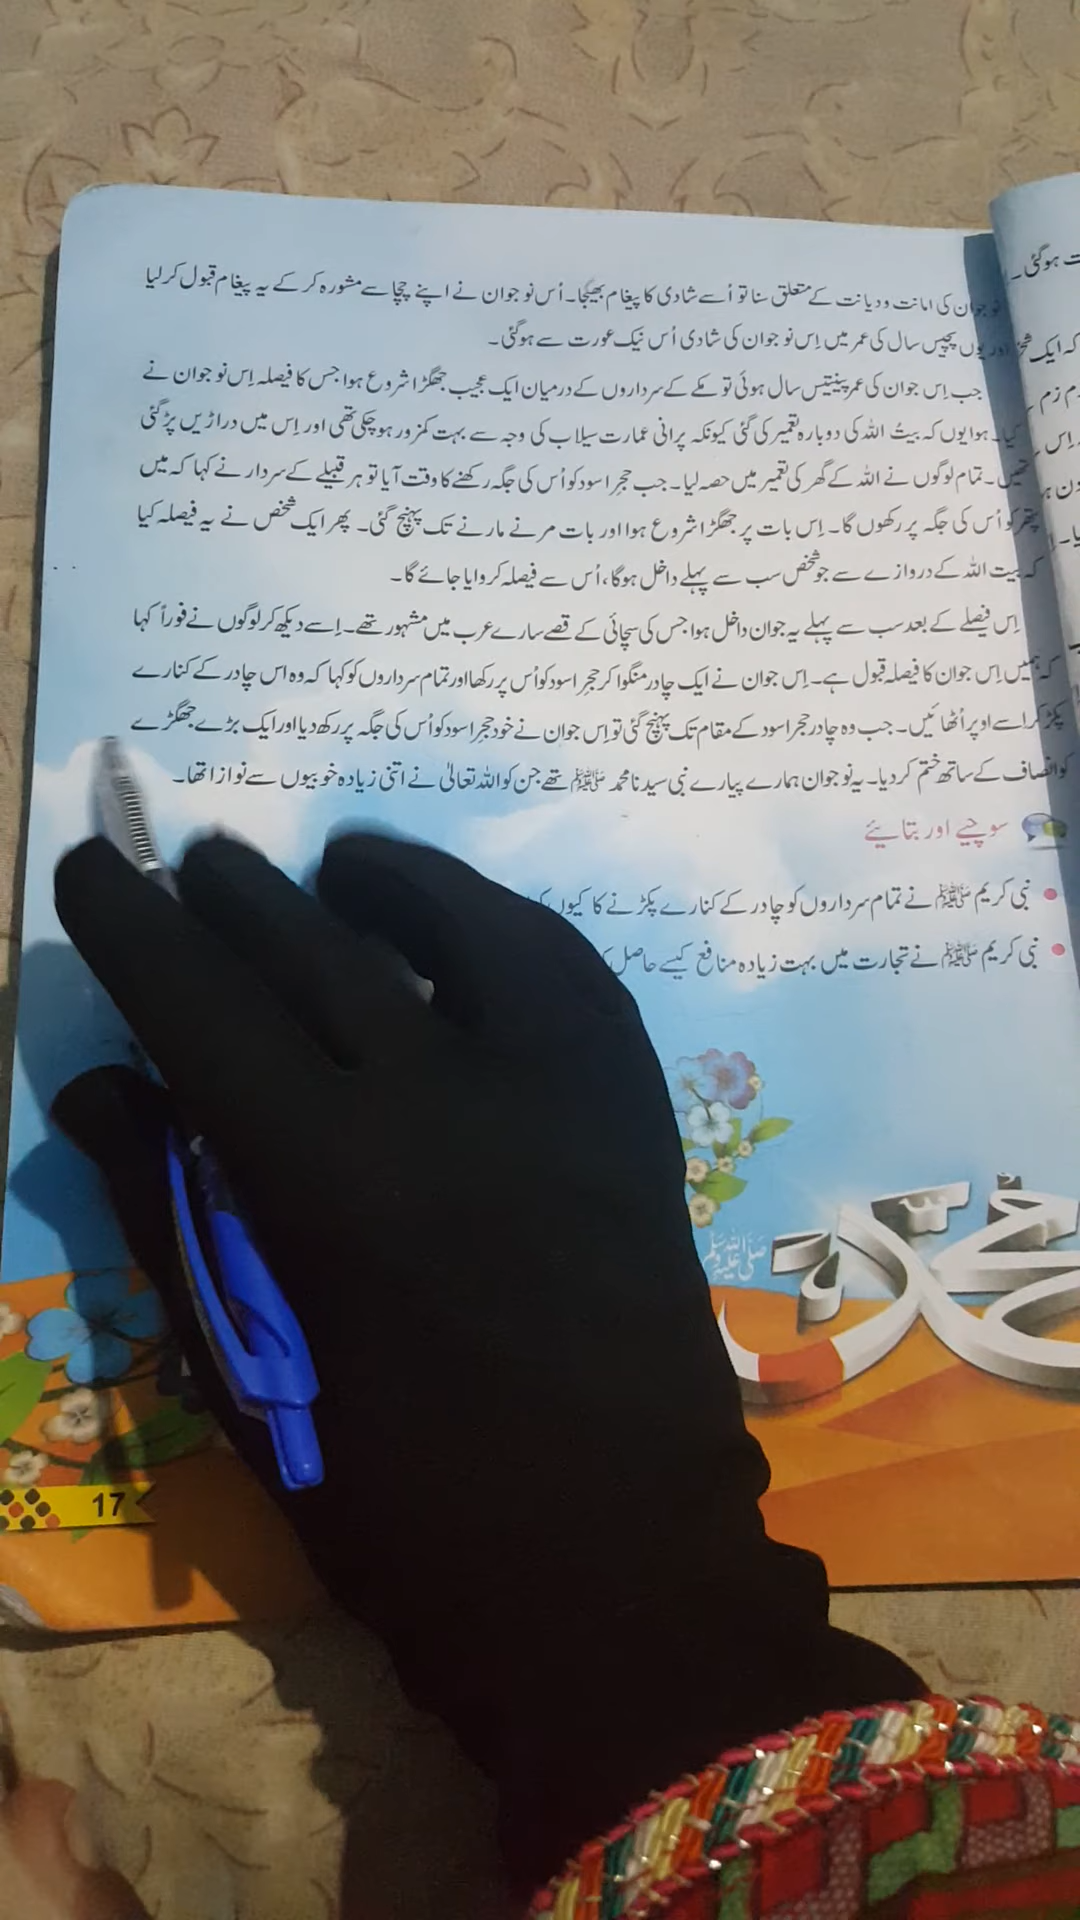 نوجوان کی امانت و دیانت کے متعلق سنا تو اُسے شادی کا پیغام بھیجا۔ اُس نوجوان نے اپنے چچا سے مشورہ کر کے یہ پیغام قبول کر لیا
اور یوں پچیس سال کی عمر میں اِس نوجوان کی شادی اُس نیک عورت سے ہوگئی۔
جب اِس جوان کی عمر پینتیس سال ہوئی تو مکے کے سرداروں کے درمیان ایک عجیب جھگڑا شروع ہوا جس کا فیصلہ اِس نوجوان نے
کیا۔ ہوا یوں کہ بیتُ اللہ کی دوبارہ تعمیر کی گئی کیونکہ پرانی عمارت سیلاب کی وجہ سے بہت کمزور ہوچکی تھی اور اِس میں دراڑیں پڑ گئی
تھیں۔ تمام لوگوں نے اللہ کے گھر کی تعمیر میں حصہ لیا۔ جب حجرِ اسود کو اُس کی جگہ رکھنے کا وقت آیا تو ہر قبیلے کے سردار نے کہا کہ میں
پتھر کو اُس کی جگہ پر رکھوں گا۔ اِس بات پر جھگڑا شروع ہوا اور بات مرنے مارنے تک پہنچ گئی۔ پھر ایک شخص نے یہ فیصلہ کیا
کہ بیت اللہ کے دروازے سے جو شخص سب سے پہلے داخل ہوگا، اُس سے فیصلہ کروایا جائے گا۔
اِس فیصلے کے بعد سب سے پہلے یہ جوان داخل ہوا جس کی سچائی کے قصے سارے عرب میں مشہور تھے۔ اِسے دیکھ کر لوگوں نے فوراً کہا
کہ ہمیں اِس جوان کا فیصلہ قبول ہے۔ اِس جوان نے ایک چادر منگوا کر حجرِ اسود کو اُس پر رکھا اور تمام سرداروں کو کہا کہ وہ اس چادر کے کنارے
پکڑ کر اِسے اوپر اُٹھائیں۔ جب وہ چادر حجرِ اسود کے مقام تک پہنچ گئی تو اِس جوان نے خود حجرِ اسود کو اُس کی جگہ پر رکھ دیا اور ایک بڑے جھگڑے
کو انصاف کے ساتھ ختم کر دیا۔ یہ نوجوان ہمارے پیارے نبی سیدنا محمد ﷺ تھے جن کو اللہ تعالیٰ نے اتنی زیادہ خوبیوں سے نوازا تھا۔
سوچیے اور بتائیے
• نبی کریم ﷺ نے تمام سرداروں کو چادر کے کنارے پکڑنے کا کیوں
• نبی کریم ﷺ نے تجارت میں بہت زیادہ منافع کیسے حاصل
محمد
صَلَّى اللهُ عَلَيْهِ وَسَلَّم
17
ت ہوگئی۔
کہ ایک